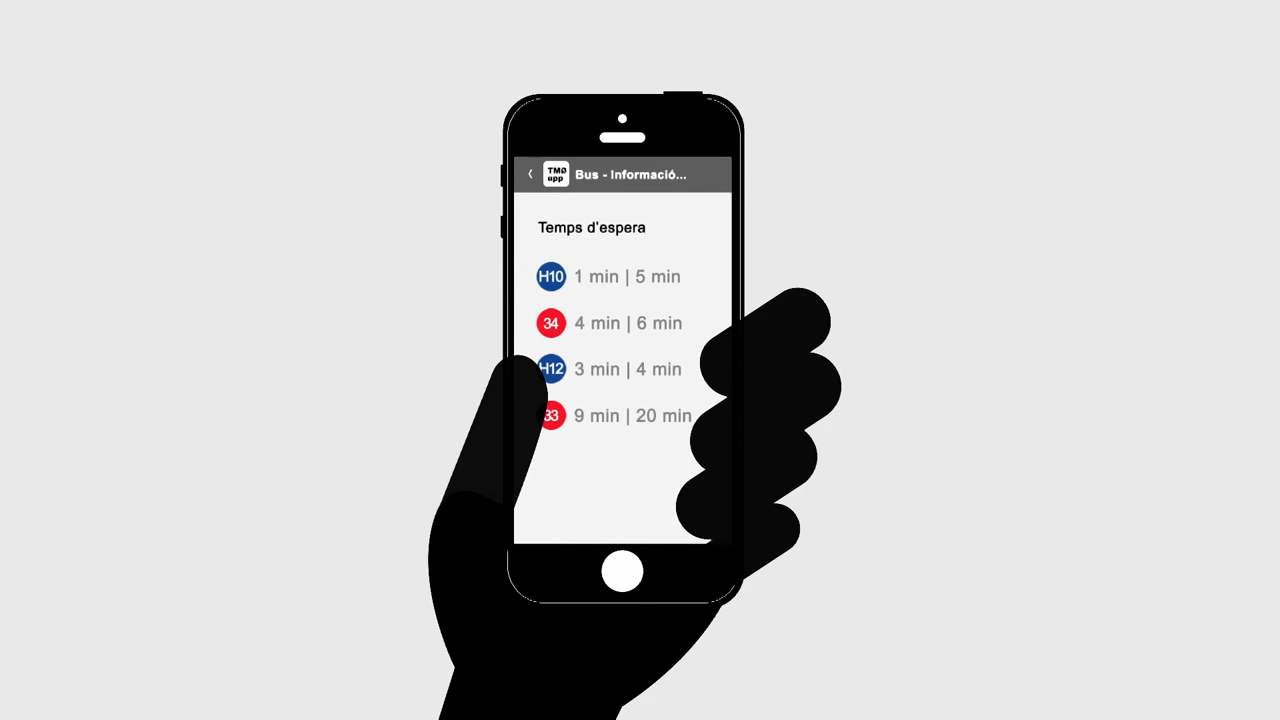 TMB app Bus - Informació...
Temps d'espera
H10 1 min | 5 min
34 4 min | 6 min
H12 3 min | 4 min
33 9 min | 20 min